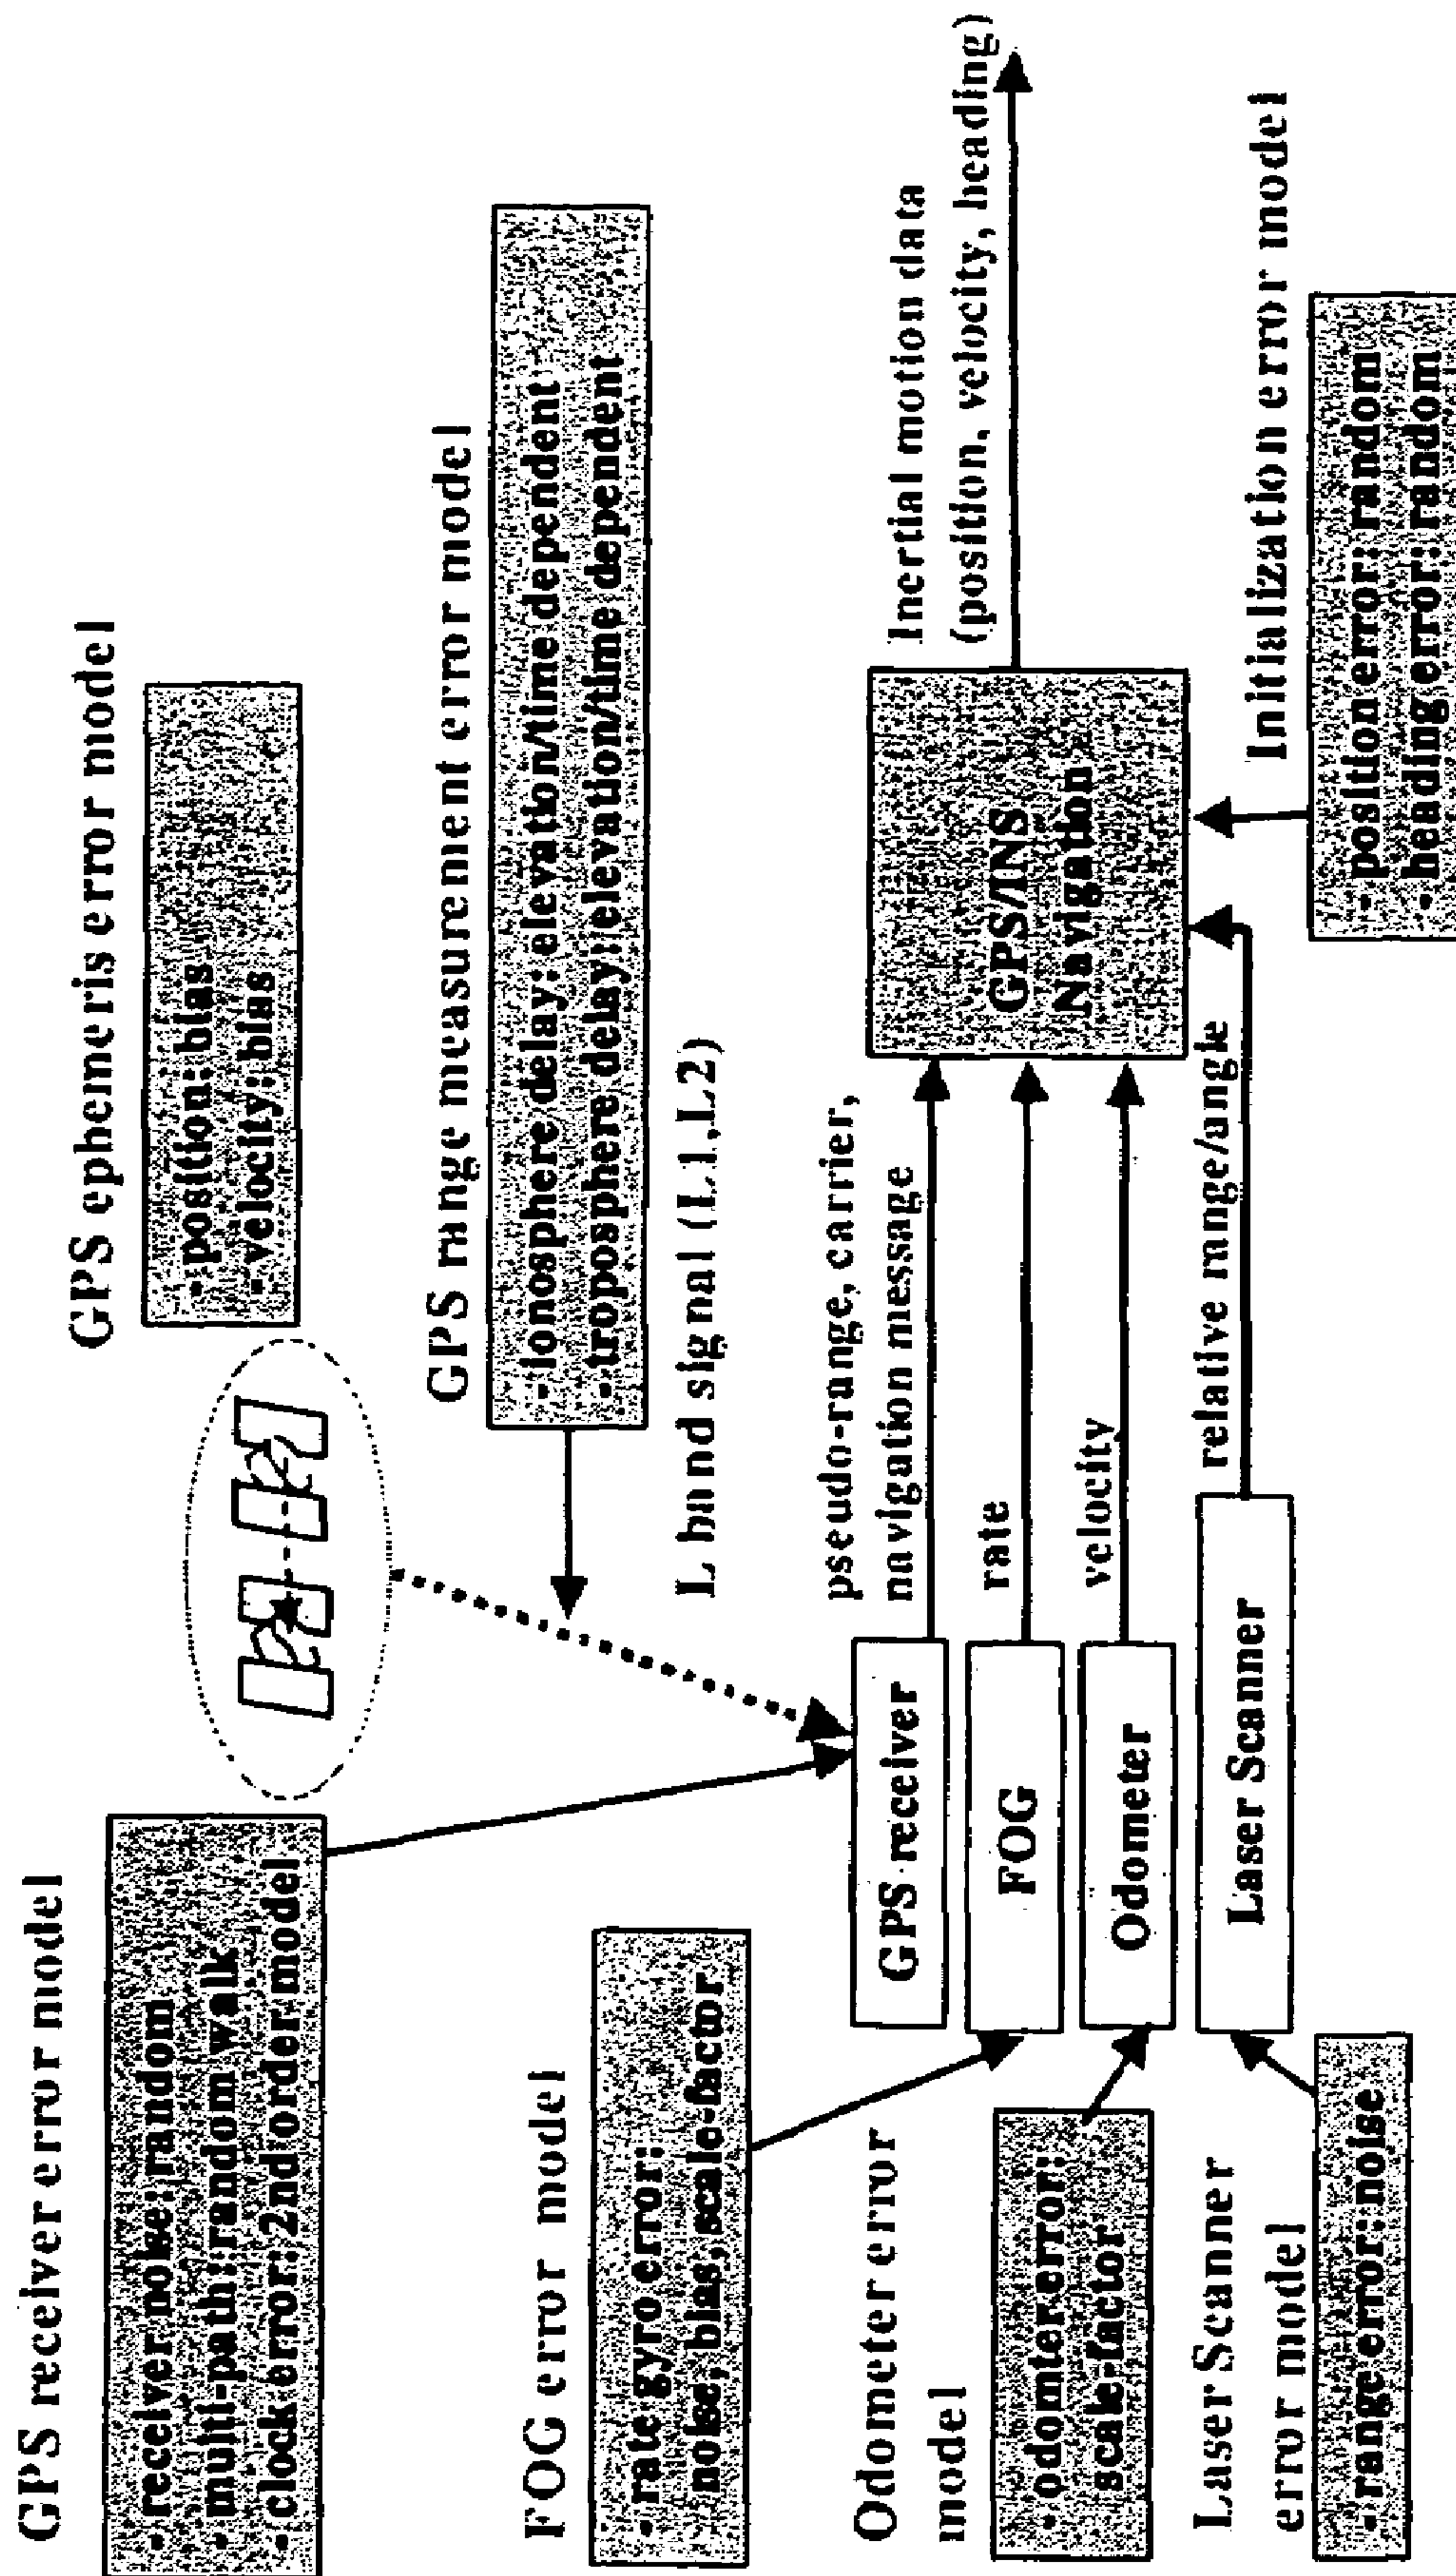 GPS receiver error model
- receiver noise: random
- multi-path: random walk
- clock error: 2nd order model
GPS ephemeris error model
- position: bias
- velocity: bias
GPS range measurement error model
- ionosphere delay: elevation/time dependent
- troposphere delay: elevation/time dependent
L band signal (L1,L2)
FOG error model
- rate gyro error:
noise, bias, scale-factor
Odometer error
model
- odomter error:
scale-factor
Laser Scanner
error model
- range error: noise
GPS receiver
FOG
Odometer
Laser Scanner
pseudo-range, carrier,
navigation message
rate
velocity
relative range/angle
GPS/INS
Navigation
Inertial motion data
(position, velocity, heading)
Initialization error model
- position error: random
- heading error: random